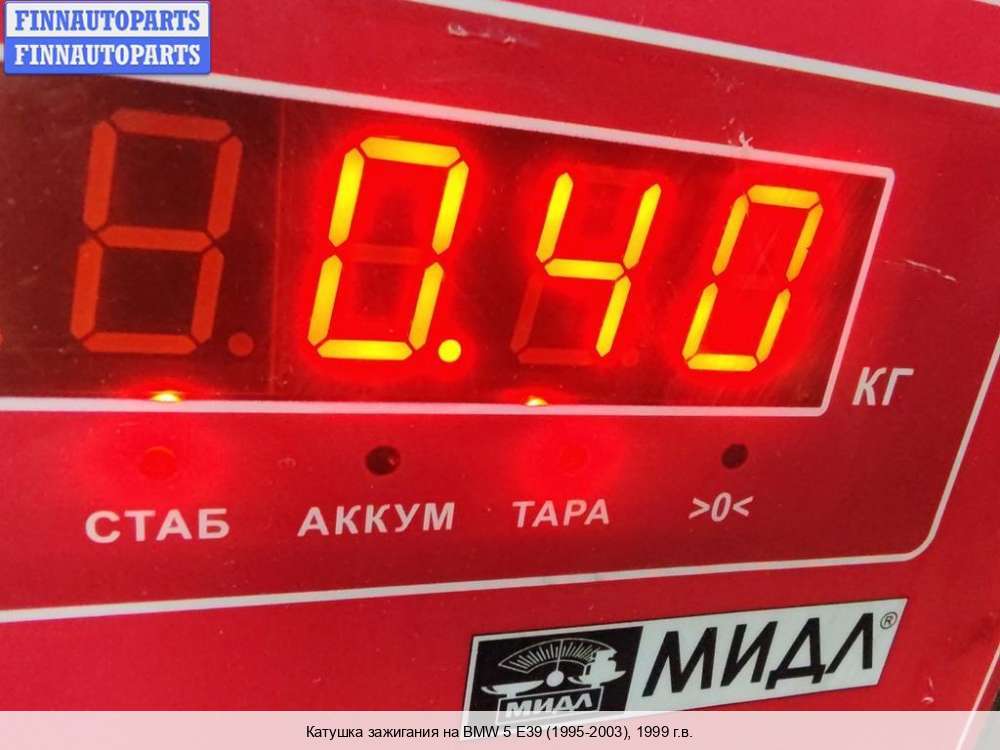 FINNAUTOPARTS
FINNAUTOPARTS
0.40
КГ
СТАБ АККУМ ТАРА >0<
МИДЛ МИДЛ®
Катушка зажигания на BMW 5 E39 (1995-2003), 1999 г.в.